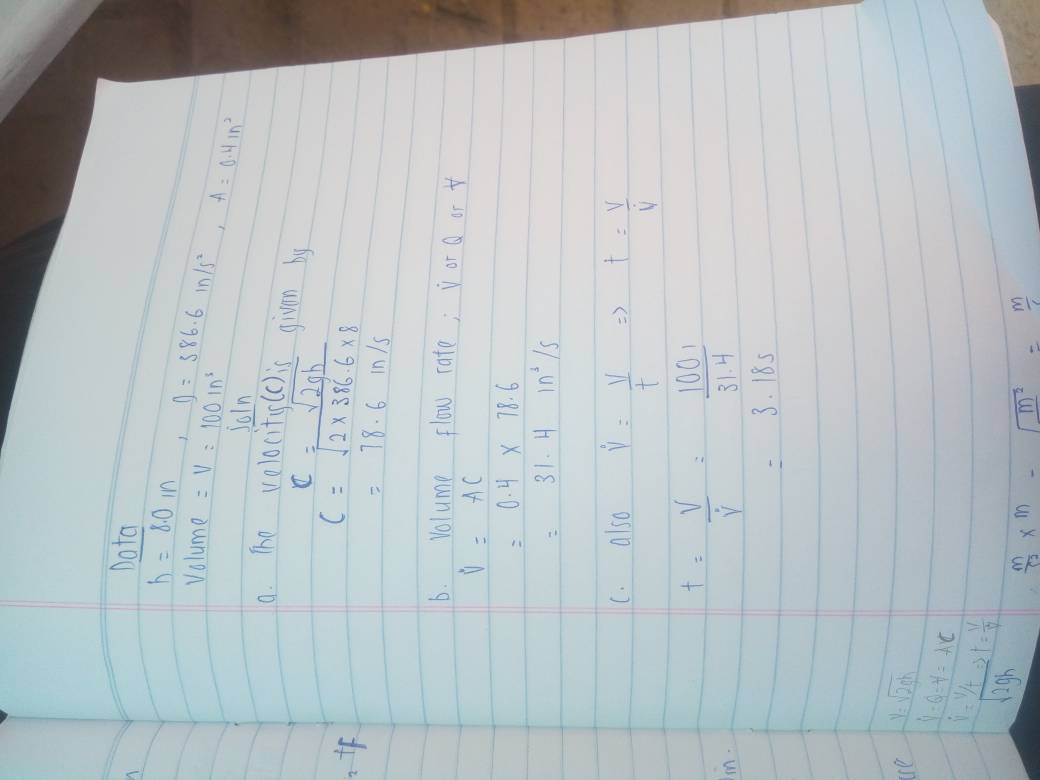 Data
h = 8.0 in , g = 386.6 in/s² , A = 0.4 in²
Volume = V = 100 in³
soln
a. The velocity(C) is given by
C = √2gh
C = √2 x 386.6 x 8
= 78.6 in/s
b. Volume flow rate ; V̇ or Q or V
V̇ = AC
= 0.4 x 78.6
= 31.4 in³/s
c. also V̇ = V/t => t = V/V̇
t = V/V̇ = 100/31.4
= 3.18s
V = √2gh
V̇ = Q = V = AC
V̇ = V/t => t = V/V̇
√2gh
m x m = √m² = m